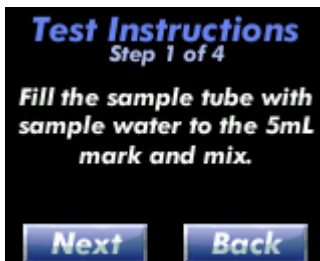 Test Instructions
Step 1 of 4
Fill the sample tube with
sample water to the 5mL
mark and mix.
Next Back